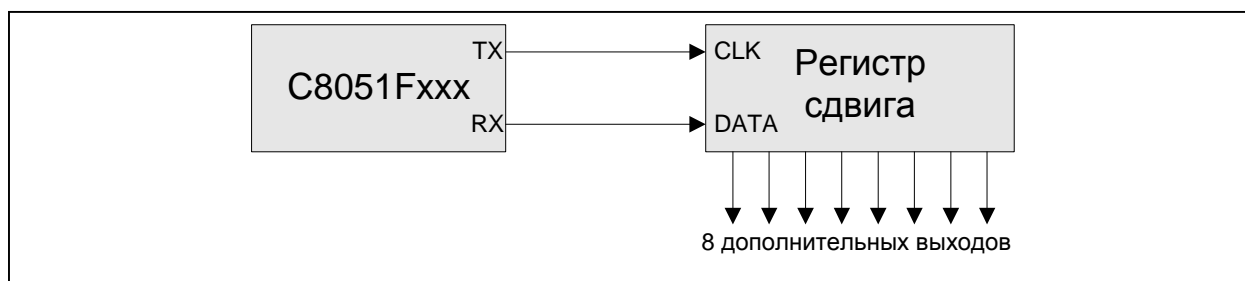 C8051Fxxx
TX
RX
CLK
DATA
Регистр
сдвига
8 дополнительных выходов